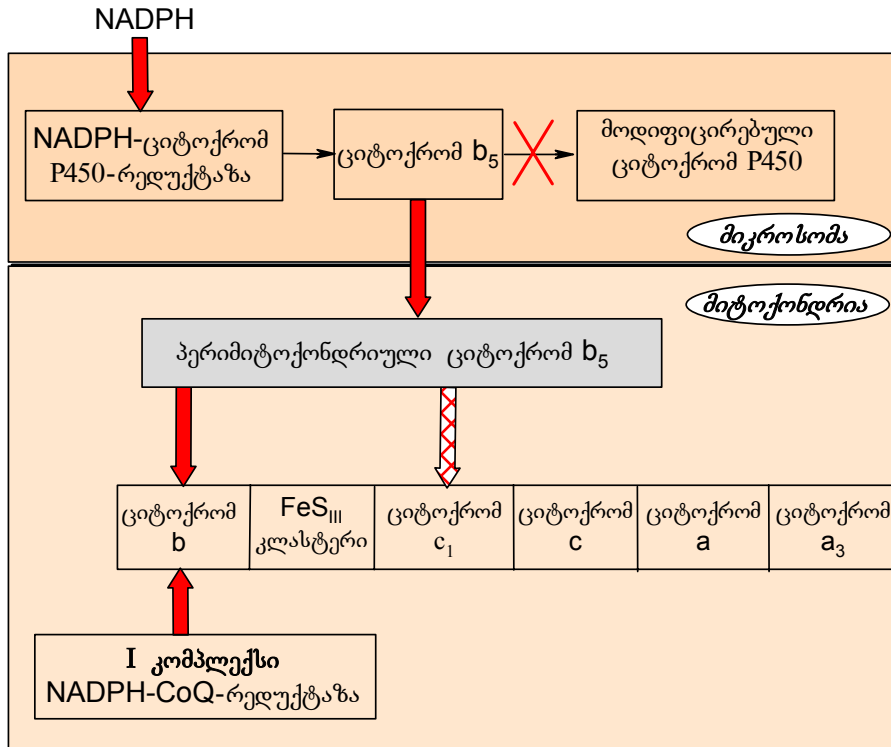 NADPH
NADPH-ციტოქრომ
P450-რედუქტაზა
ციტოქრომ b₅
მოდიფიცირებული
ციტოქრომ P450
მიკროსომა
მიტოქონდრია
პერიმიტოქონდრიული ციტოქრომ b₅
ციტოქრომ
b
FeS_III
კლასტერი
ციტოქრომ
c₁
ციტოქრომ
c
ციტოქრომ
a
ციტოქრომ
a₃
I კომპლექსი
NADPH-CoQ-რედუქტაზა